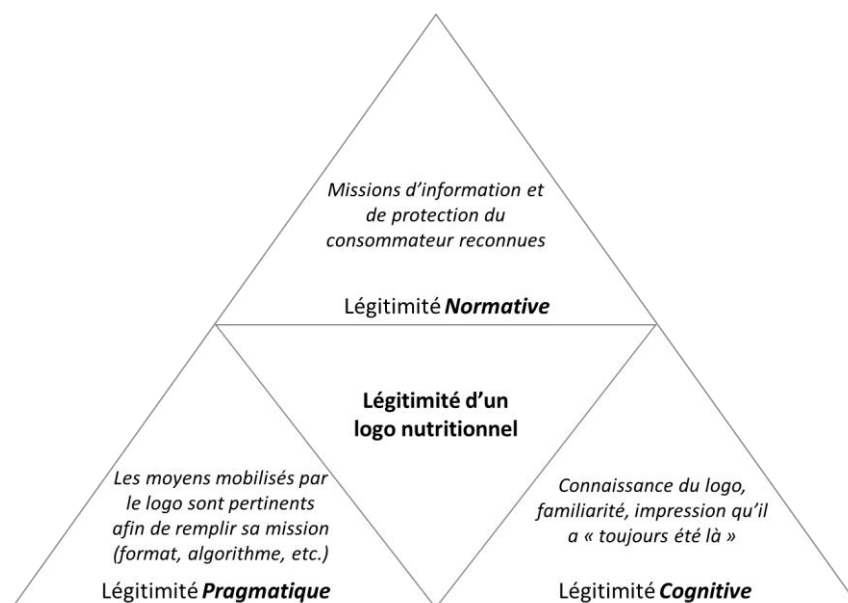 Missions d’information et
de protection du
consommateur reconnues
Légitimité Normative
Légitimité d’un
logo nutritionnel
Les moyens mobilisés par
le logo sont pertinents
afin de remplir sa mission
(format, algorithme, etc.)
Légitimité Pragmatique
Connaissance du logo,
familiarité, impression qu’il
a « toujours été là »
Légitimité Cognitive